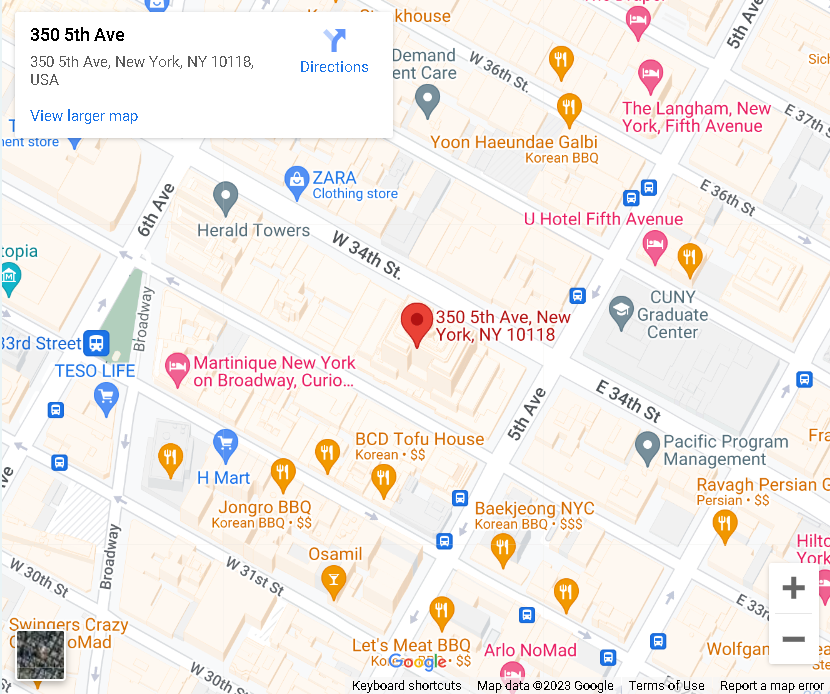 350 5th Ave
350 5th Ave, New York, NY 10118,
USA
Directions
View larger map
khouse
Demand
ent Care
W 36th St.
5th Ave
The Langham, New
York, Fifth Avenue
E 37th
Yoon Haeundae Galbi
Korean BBQ
ment store
ZARA
Clothing store
6th Ave
Herald Towers
W 34th St.
E 36th St
U Hotel Fifth Avenue
topia
CUNY
Graduate
Center
350 5th Ave, New
York, NY 10118
Broadway
33rd Street
TESO LIFE
Martinique New York
on Broadway, Curio...
E 34th St
5th Ave
BCD Tofu House
Korean • $$
Pacific Program
Management
H Mart
Jongro BBQ
Korean BBQ • $$
Baekjeong NYC
Korean BBQ • $$$
Ravagh Persian G
Persian • $$
Broadway
Osamil
W 31st St
W 30th St
Hilto
York
E 33r
Swingers Crazy
NoMad
Let's Meat BBQ
$$
Arlo NoMad
Wolfgan
W 30th St
Google
Keyboard shortcuts
Map data ©2023 Google
Terms of Use
Report a map error